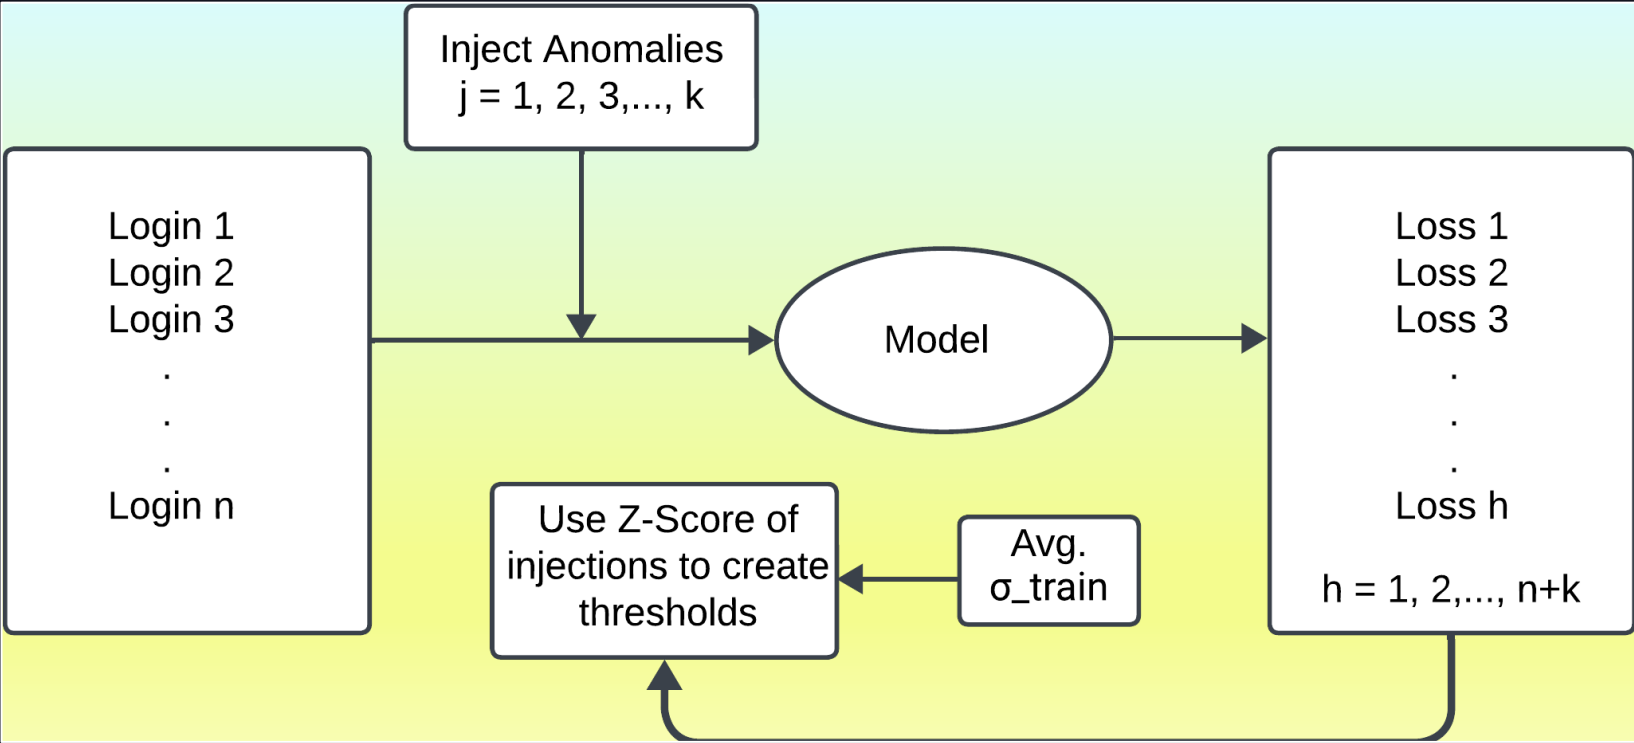 Inject Anomalies
j = 1, 2, 3,..., k
Login 1
Login 2
Login 3
.
.
.
Login n
Model
Loss 1
Loss 2
Loss 3
.
.
.
Loss h
h = 1, 2,..., n+k
Use Z-Score of
injections to create
thresholds
Avg.
σ_train